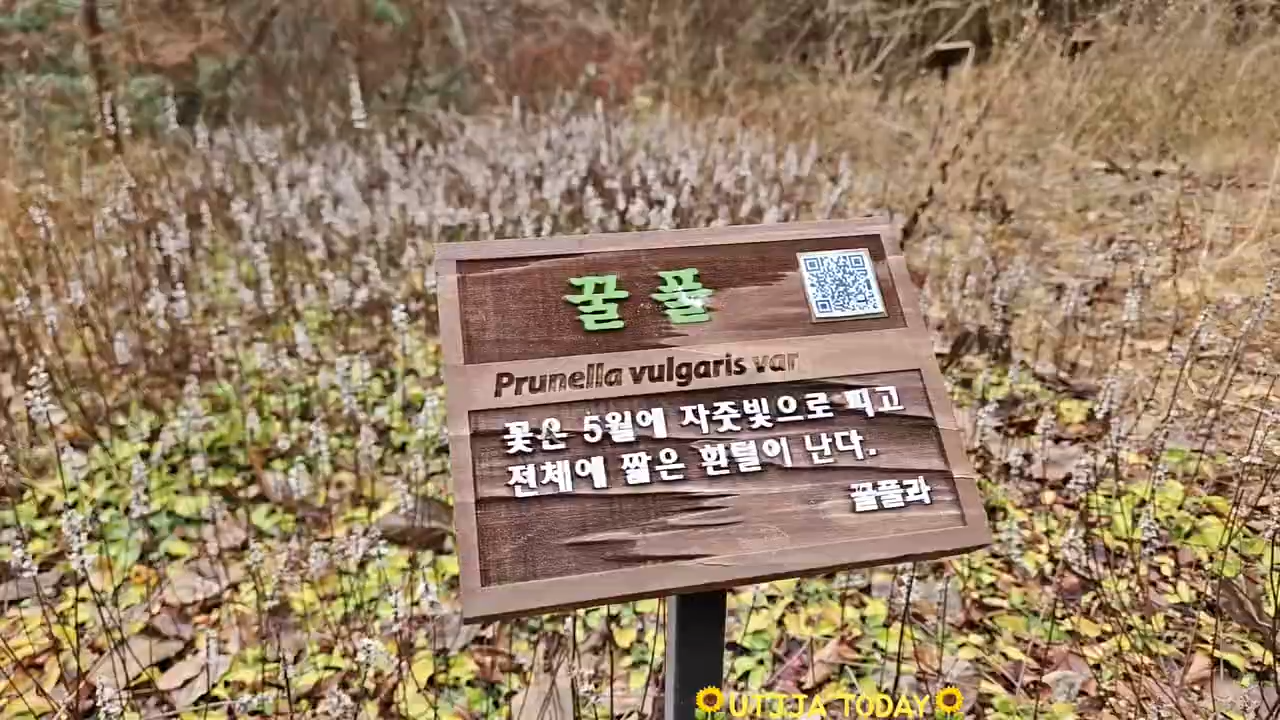 꿀 풀
Prunella vulgaris var
꽃은 5월에 자줏빛으로 피고
전체에 짧은 흰털이 난다.
꿀풀과
🌻UTJJA TODAY🌻